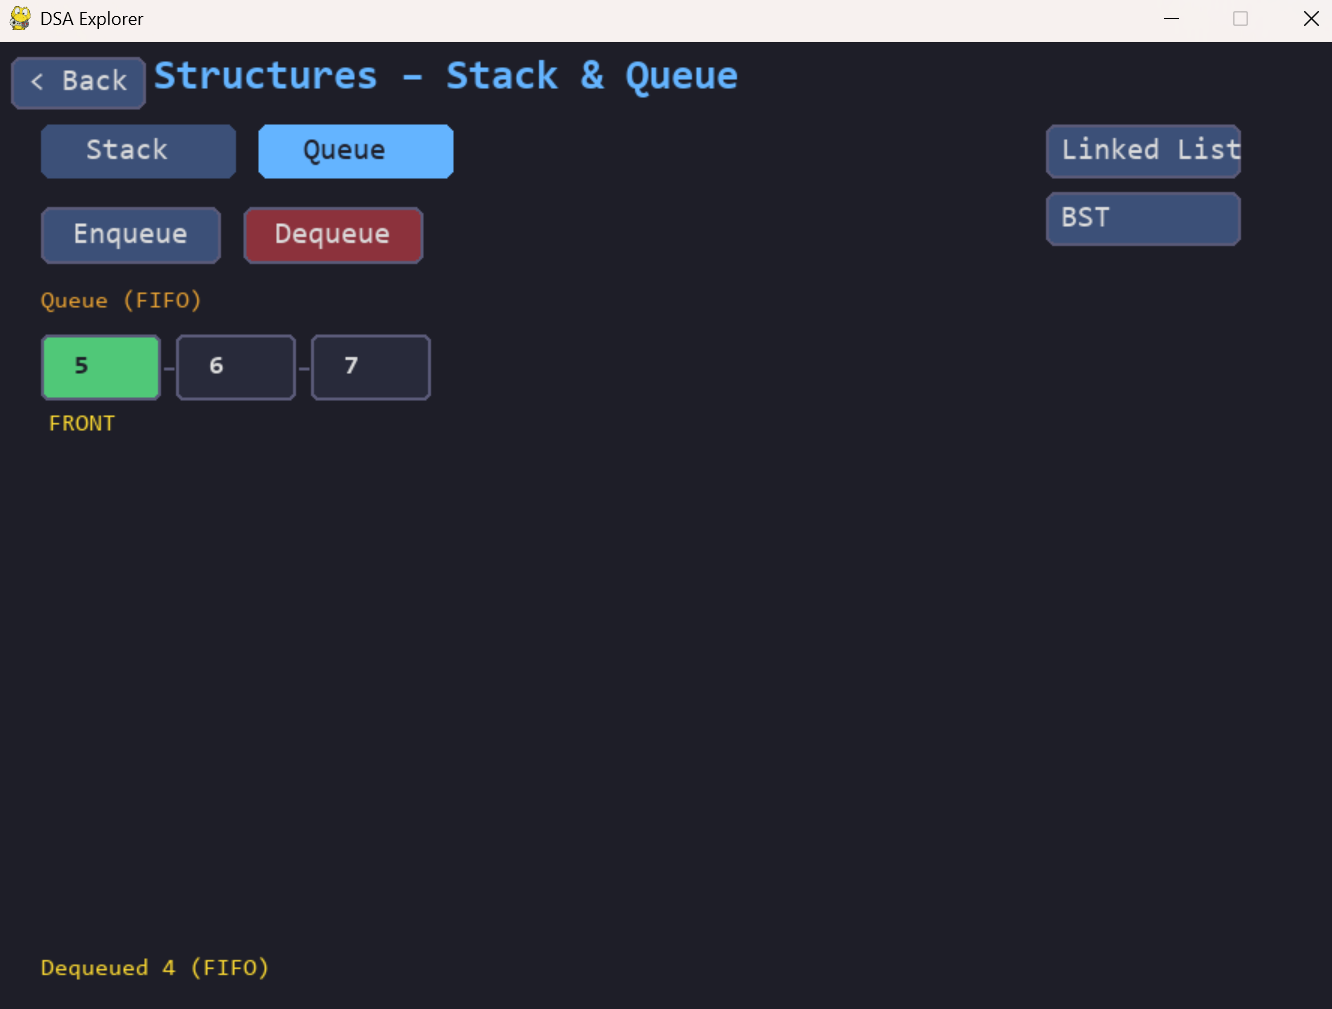 DSA Explorer
< Back
Structures – Stack & Queue
Stack
Queue
Linked List
BST
Enqueue
Dequeue
Queue (FIFO)
5
6
7
FRONT
Dequeued 4 (FIFO)